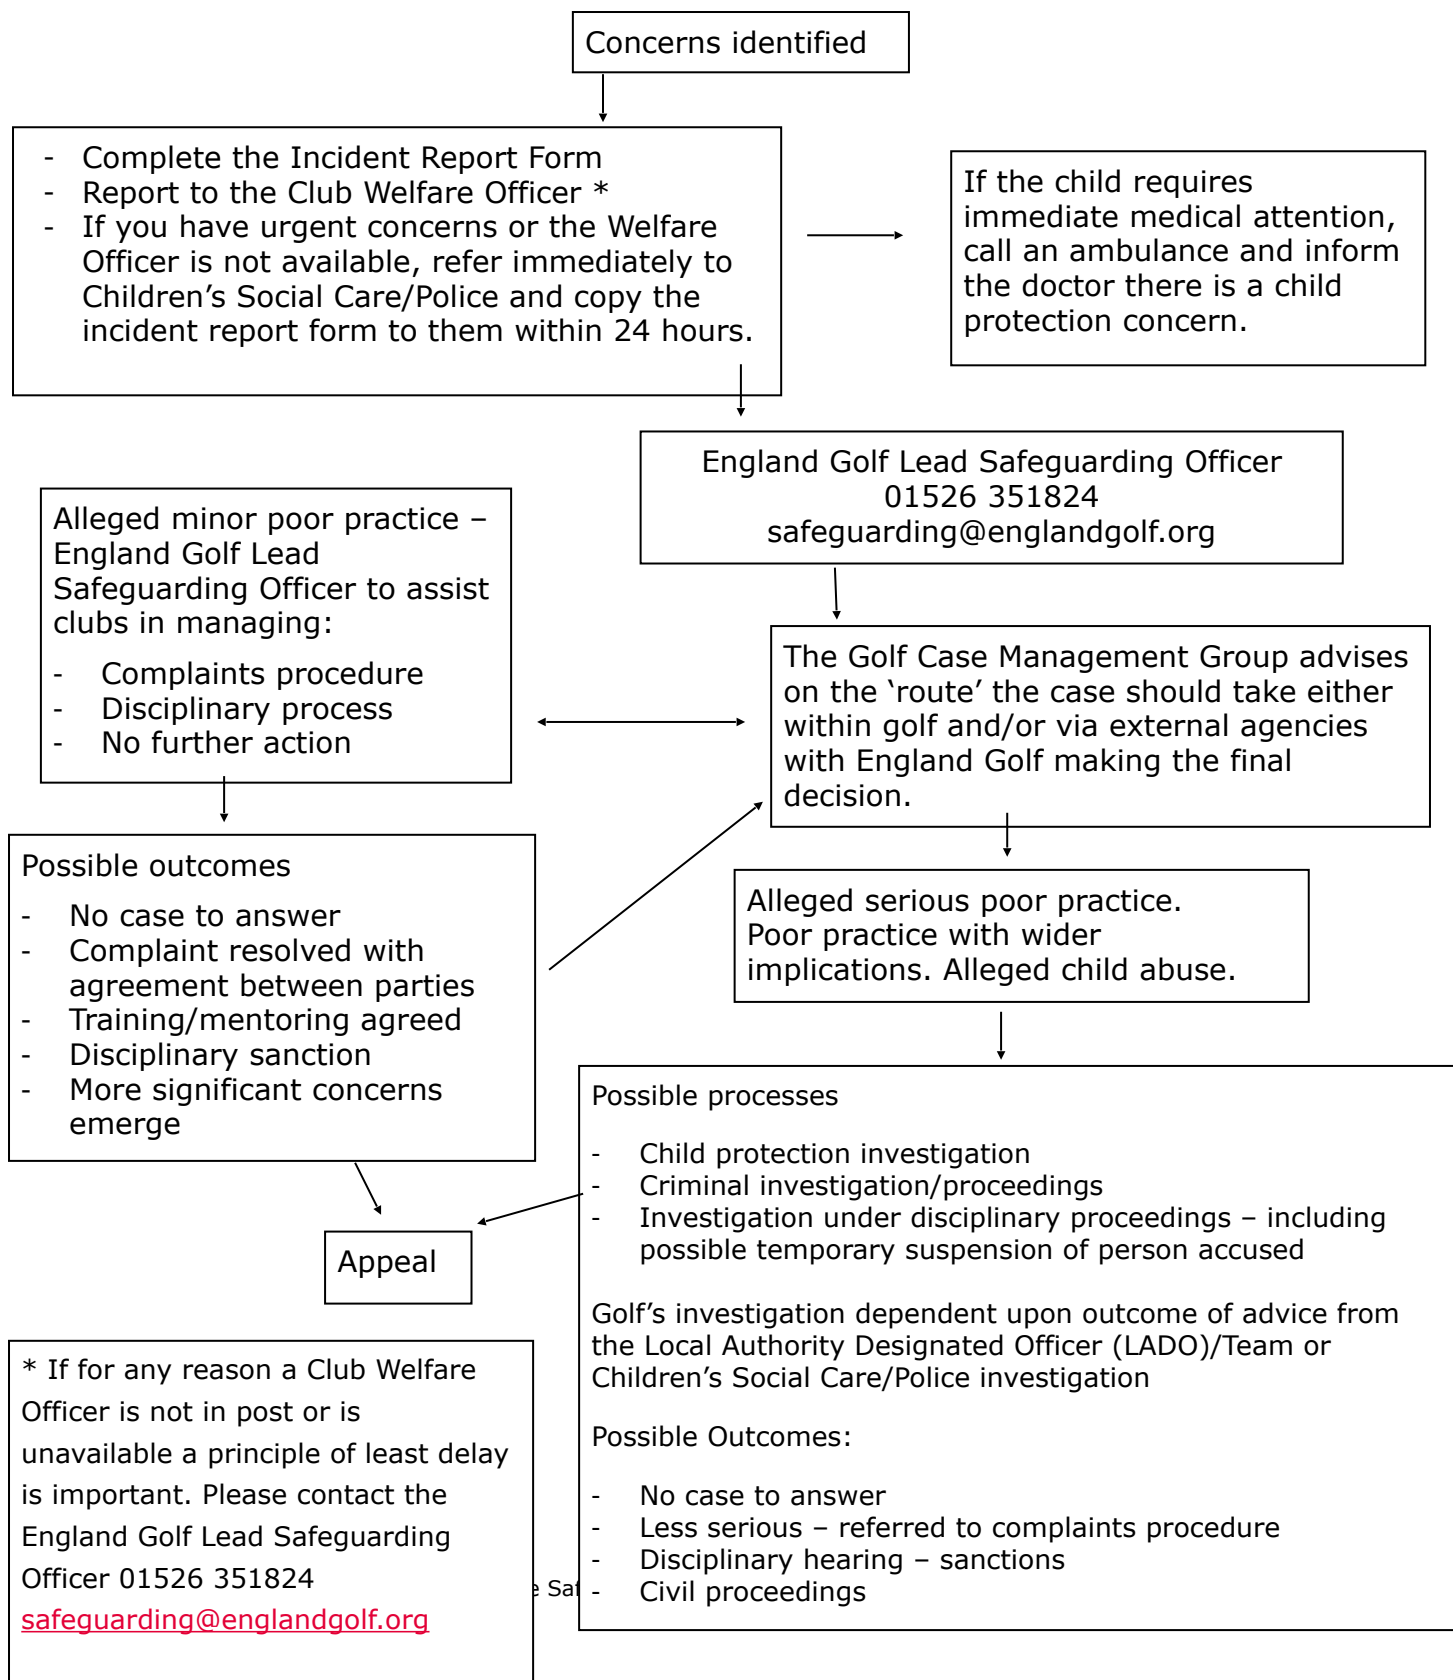 Concerns identified
- Complete the Incident Report Form
- Report to the Club Welfare Officer *
- If you have urgent concerns or the Welfare
Officer is not available, refer immediately to
Children’s Social Care/Police and copy the
incident report form to them within 24 hours.
If the child requires
immediate medical attention,
call an ambulance and inform
the doctor there is a child
protection concern.
England Golf Lead Safeguarding Officer
01526 351824
safeguarding@englandgolf.org
Alleged minor poor practice –
England Golf Lead
Safeguarding Officer to assist
clubs in managing:
- Complaints procedure
- Disciplinary process
- No further action
The Golf Case Management Group advises
on the ‘route’ the case should take either
within golf and/or via external agencies
with England Golf making the final
decision.
Possible outcomes
- No case to answer
- Complaint resolved with
agreement between parties
- Training/mentoring agreed
- Disciplinary sanction
- More significant concerns
emerge
Alleged serious poor practice.
Poor practice with wider
implications. Alleged child abuse.
Possible processes
- Child protection investigation
- Criminal investigation/proceedings
- Investigation under disciplinary proceedings – including
possible temporary suspension of person accused
Golf’s investigation dependent upon outcome of advice from
the Local Authority Designated Officer (LADO)/Team or
Children’s Social Care/Police investigation
Possible Outcomes:
- No case to answer
- Less serious – referred to complaints procedure
- Disciplinary hearing – sanctions
- Civil proceedings
Appeal
* If for any reason a Club Welfare
Officer is not in post or is
unavailable a principle of least delay
is important. Please contact the
England Golf Lead Safeguarding
Officer 01526 351824
safeguarding@englandgolf.org